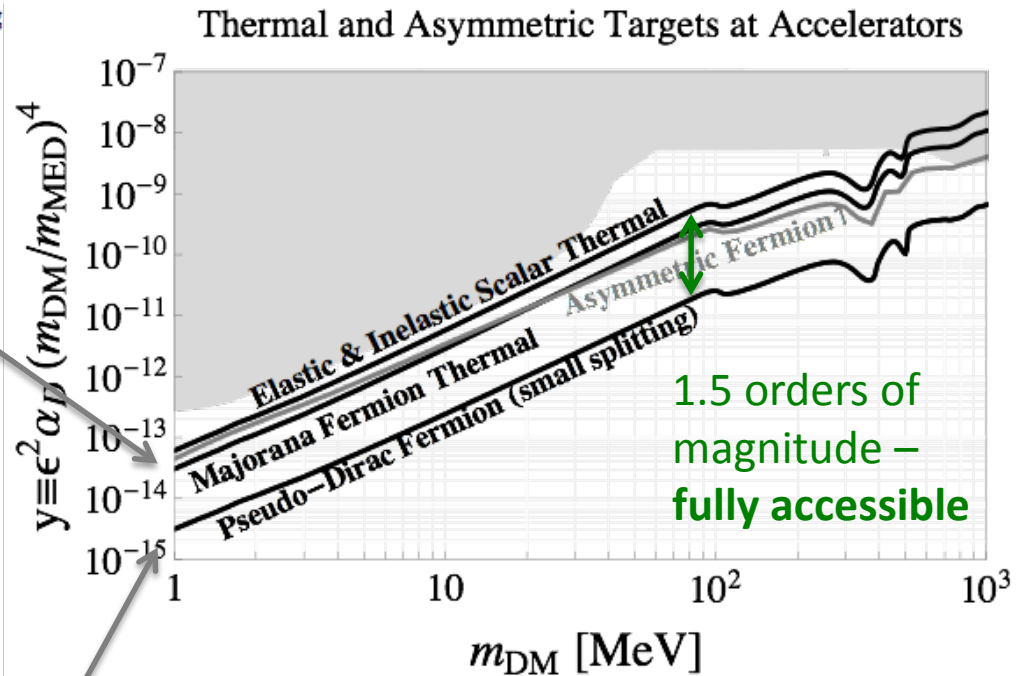 Thermal and Asymmetric Targets at Accelerators
y≡ϵ² α_D (m_DM/m_MED)⁴
10⁻⁷
10⁻⁸
10⁻⁹
10⁻¹⁰
10⁻¹¹
10⁻¹²
10⁻¹³
10⁻¹⁴
10⁻¹⁵
Elastic & Inelastic Scalar Thermal
Asymmetric Fermion↑
Majorana Fermion Thermal
Pseudo-Dirac Fermion (small splitting)
1.5 orders of
magnitude –
fully accessible
1
10
10²
10³
m_DM [MeV]